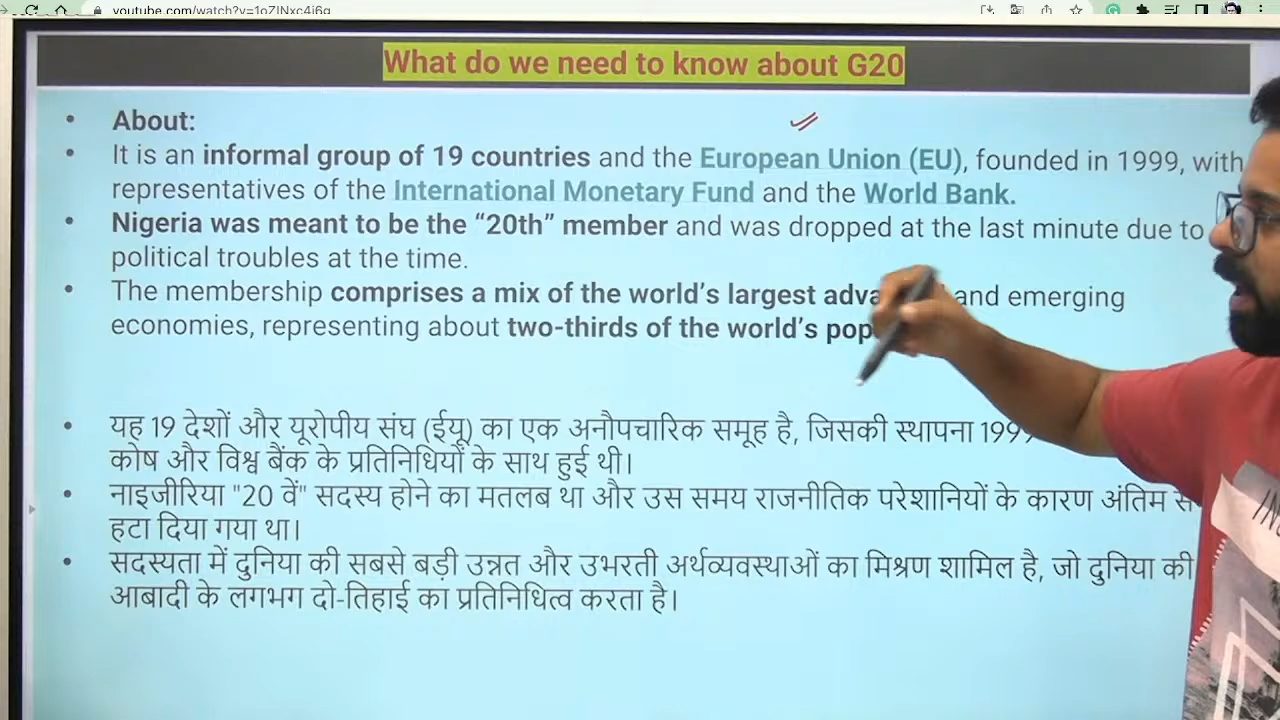 youtube.com/watch?v=1oZJNxc4i6g
What do we need to know about G20
• About:
• It is an informal group of 19 countries and the European Union (EU), founded in 1999, with
representatives of the International Monetary Fund and the World Bank.
• Nigeria was meant to be the “20th” member and was dropped at the last minute due to
political troubles at the time.
• The membership comprises a mix of the world’s largest and emerging
economies, representing about two-thirds of the world’s
• यह 19 देशों और यूरोपीय संघ (ईयू) का एक अनौपचारिक समूह है, जिसकी स्थापना
कोष और विश्व बैंक के प्रतिनिधियों के साथ हुई थी।
• नाइजीरिया "20 वें" सदस्य होने का मतलब था और उस समय राजनीतिक परेशानियों के कारण अंतिम
हटा दिया गया था।
• सदस्यता में दुनिया की सबसे बड़ी उन्नत और उभरती अर्थव्यवस्थाओं का मिश्रण शामिल है, जो दुनिया की
आबादी के लगभग दो-तिहाई का प्रतिनिधित्व करता है।